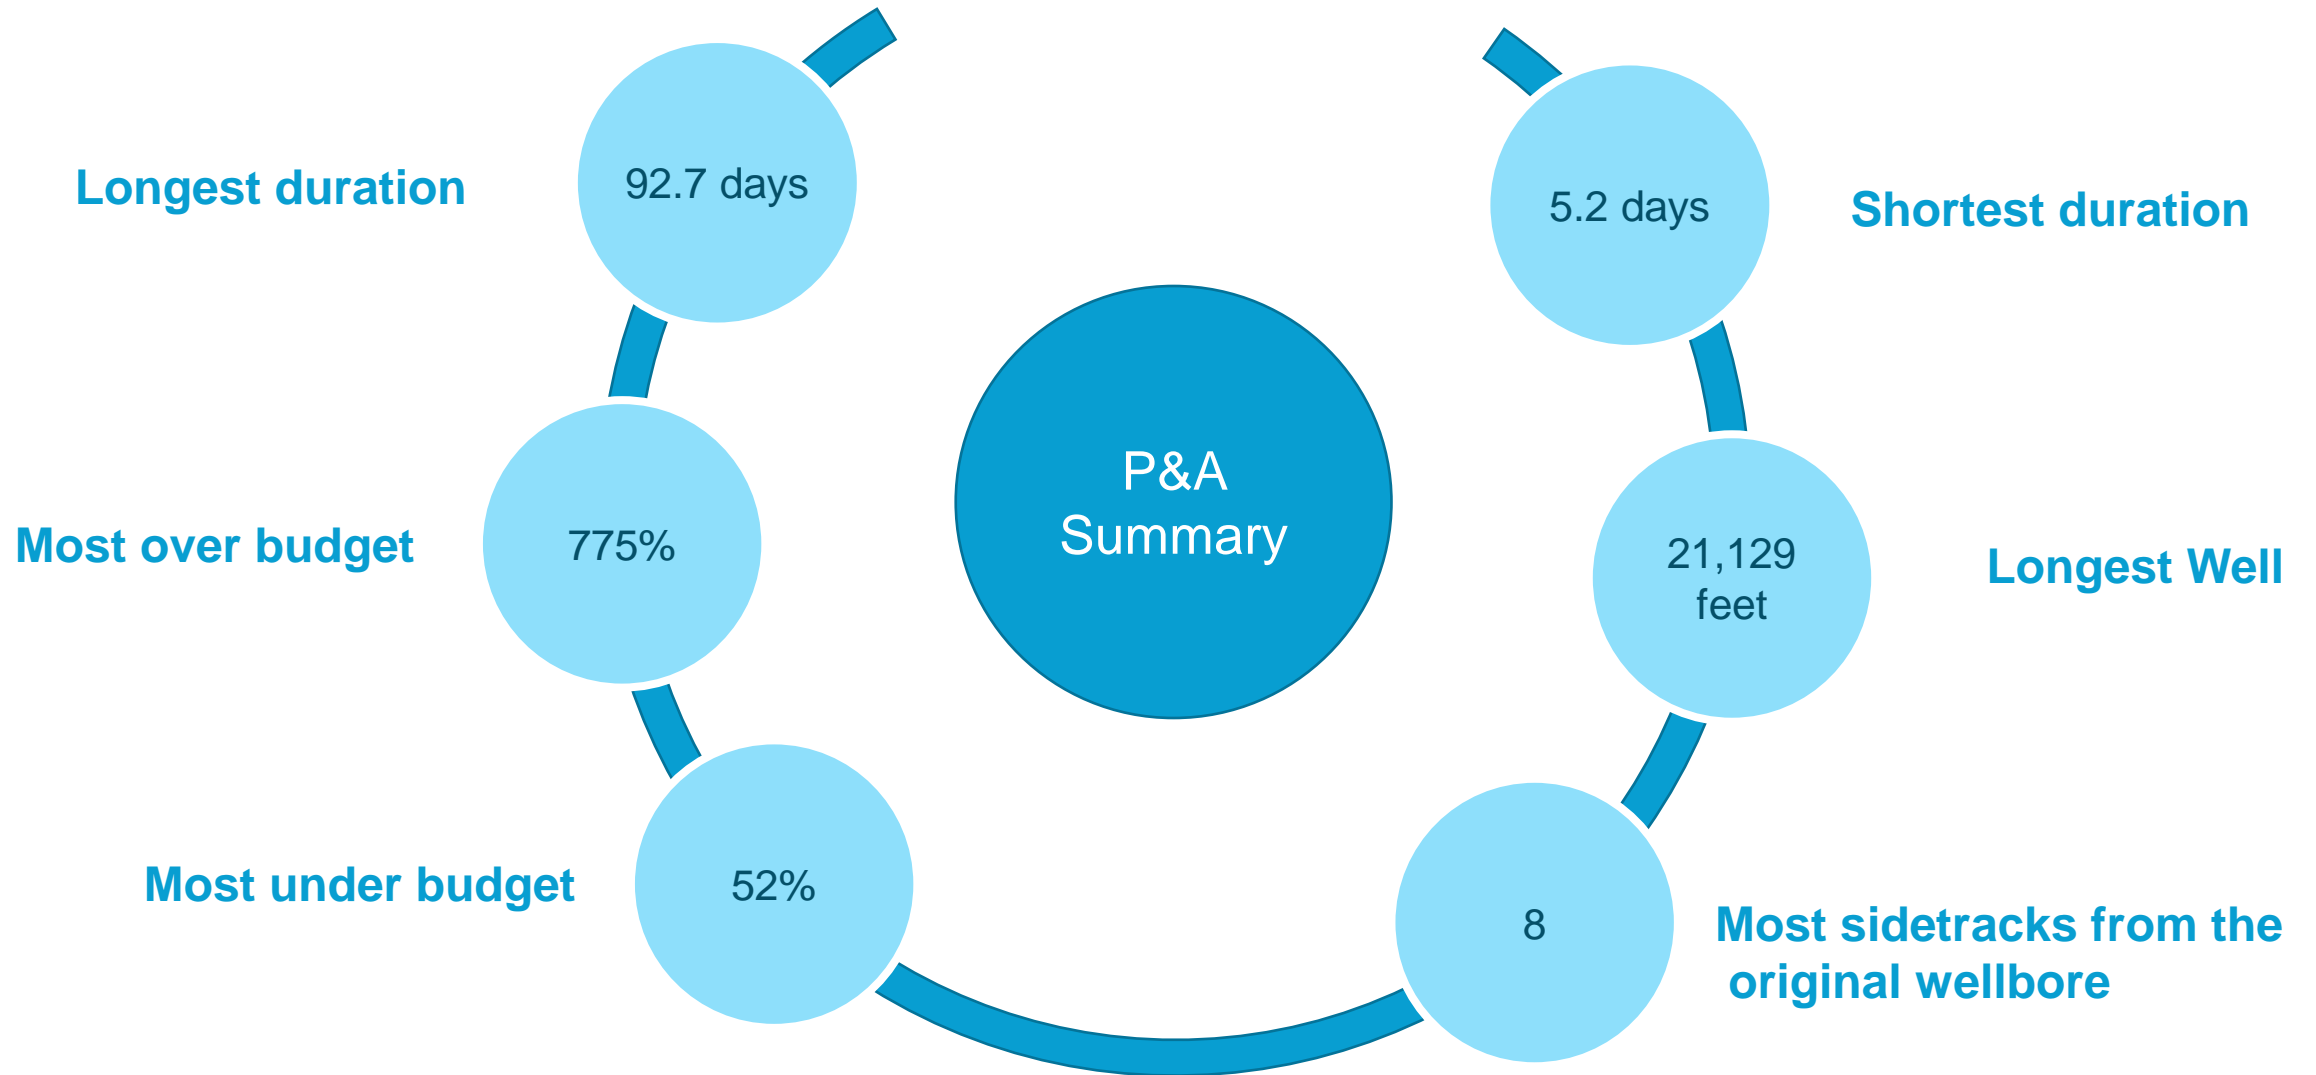 Longest duration
92.7 days
5.2 days
Shortest duration
P&A
Summary
Most over budget
775%
21,129
feet
Longest Well
Most under budget
52%
8
Most sidetracks from the
original wellbore